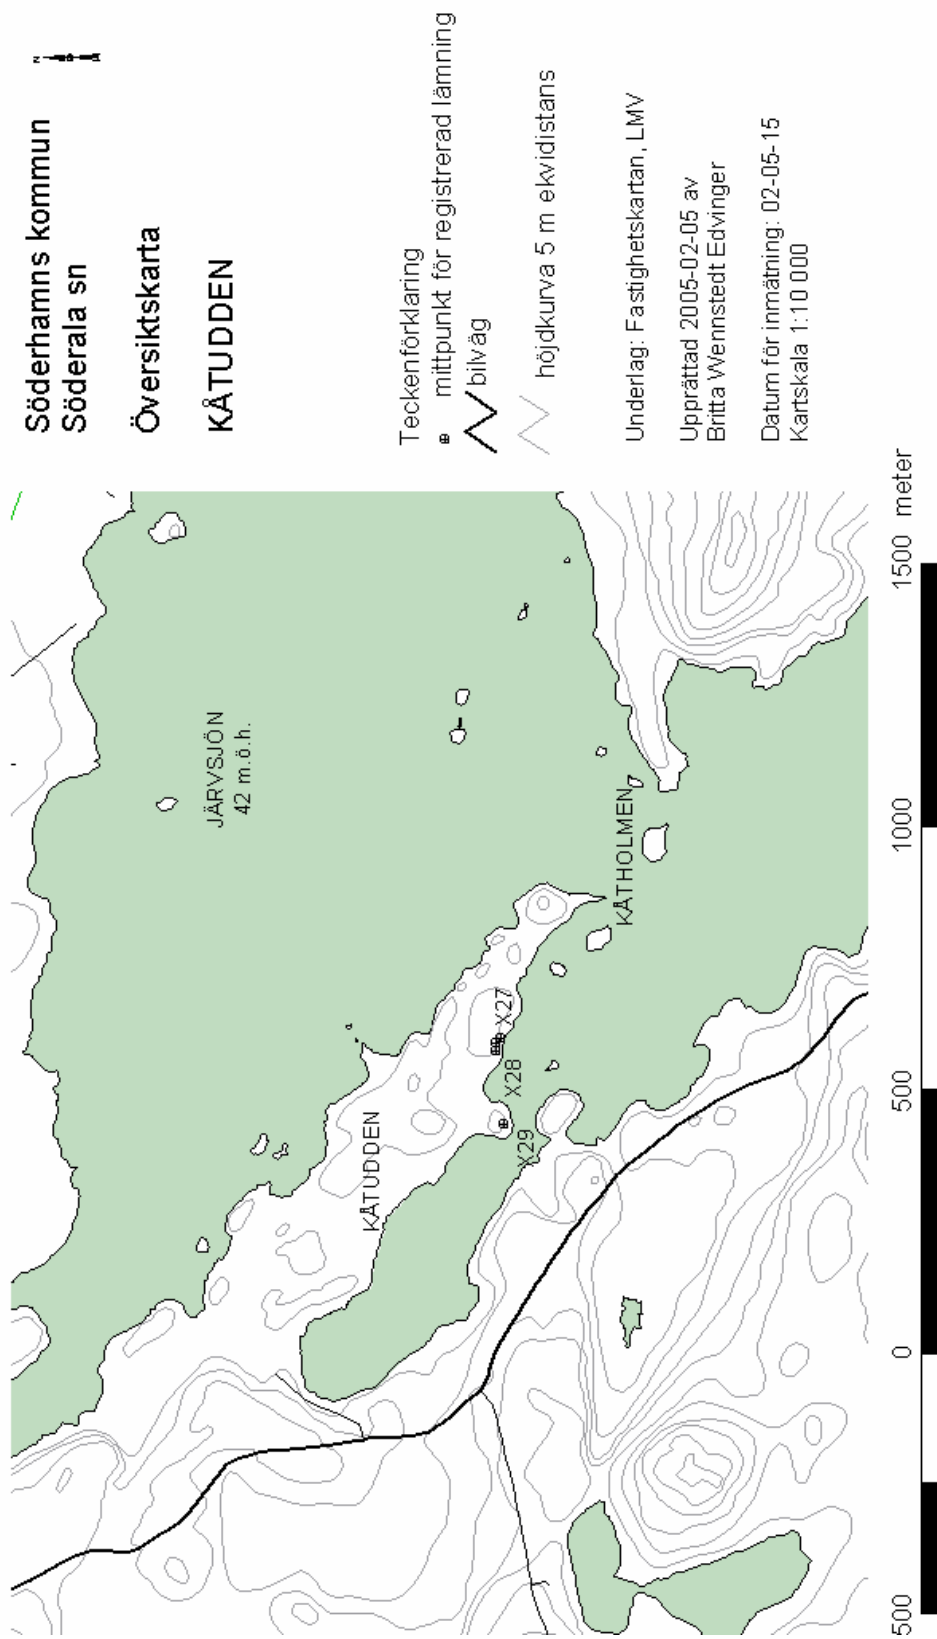 Söderhamns kommun
Söderala sn
Översiktskarta
KÅTUDDEN
N
Teckenförklaring
mittpunkt för registrerad lämning
bilväg
höjdkurva 5 m ekvidistans
Underlag: Fastighetskartan, LMV
Upprättad 2005-02-05 av
Britta Wennstedt Edvinger
Datum för inmätning: 02-05-15
Kartskala 1:10 000
JÄRVSJÖN
42 m.ö.h.
KÅTUDDEN
X29
X28
X27
KÅTHOLMEN
500
0
500
1000
1500 meter